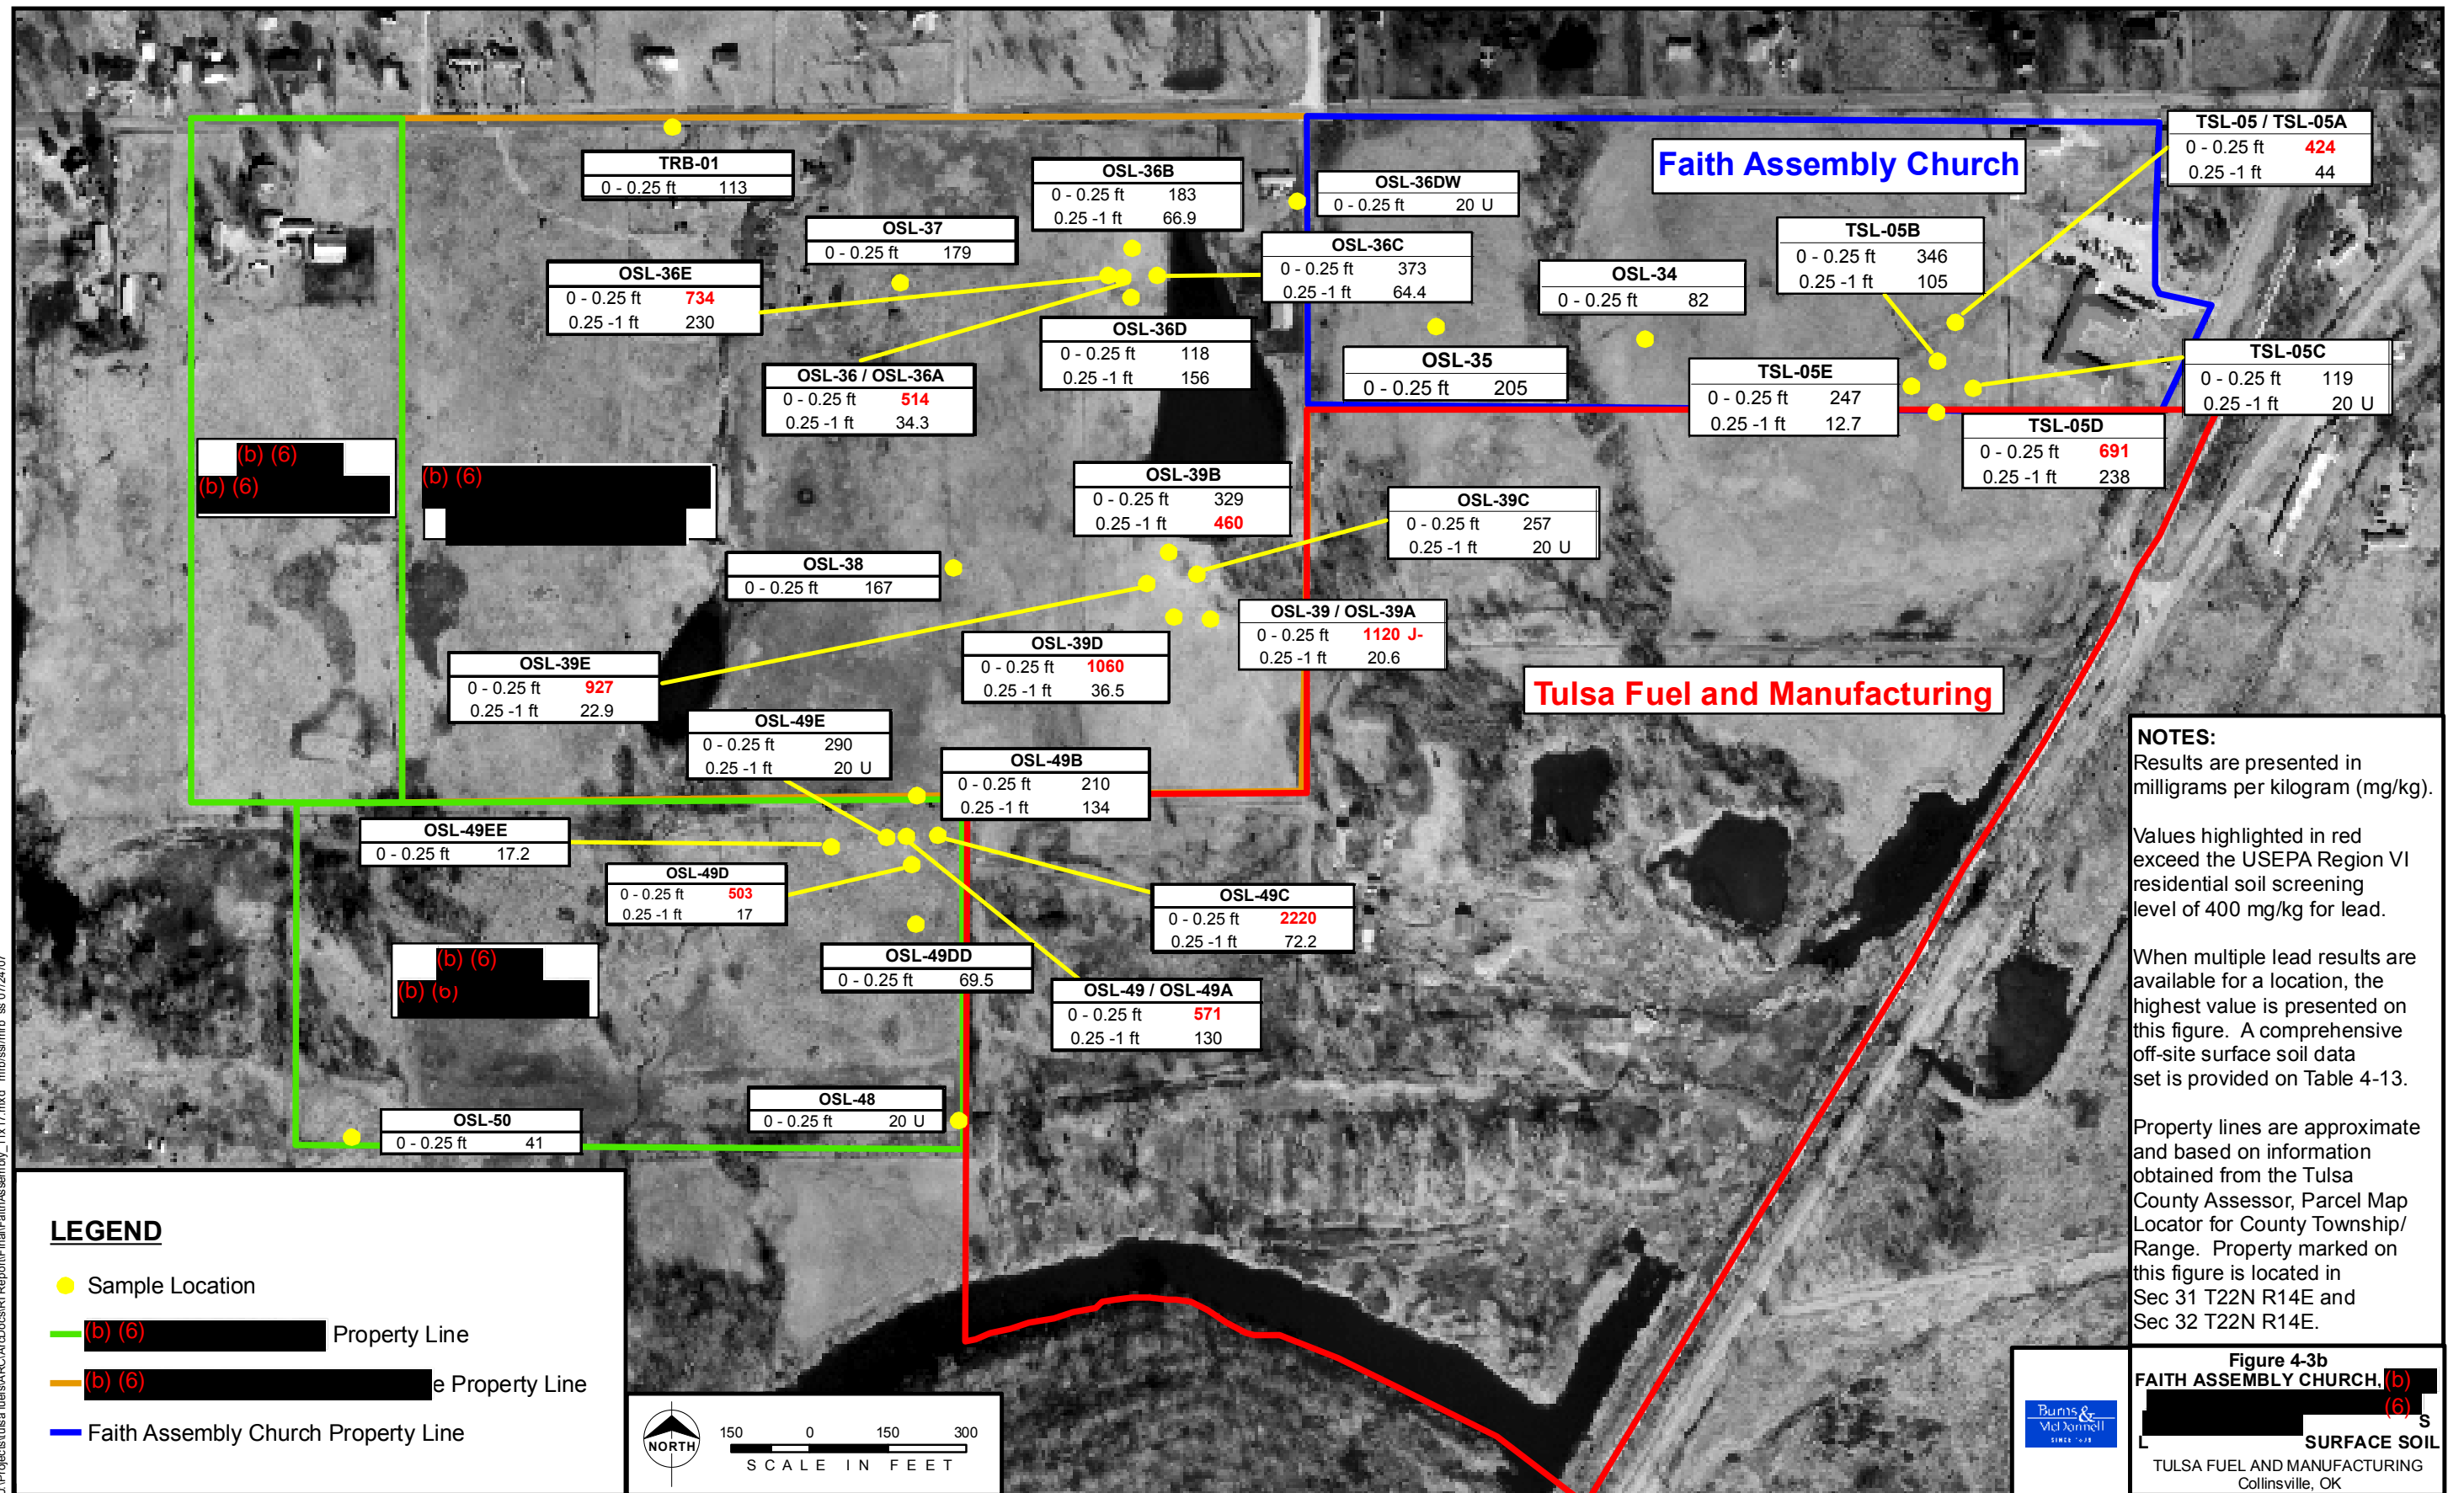 TRB-01
0 - 0.25 ft 113
OSL-36B
0 - 0.25 ft 183
0.25 -1 ft 66.9
OSL-36DW
0 - 0.25 ft 20 U
Faith Assembly Church
TSL-05 / TSL-05A
0 - 0.25 ft 424
0.25 -1 ft 44
OSL-37
0 - 0.25 ft 179
OSL-36C
0 - 0.25 ft 373
0.25 -1 ft 64.4
TSL-05B
0 - 0.25 ft 346
0.25 -1 ft 105
OSL-36E
0 - 0.25 ft 734
0.25 -1 ft 230
OSL-34
0 - 0.25 ft 82
OSL-36D
0 - 0.25 ft 118
0.25 -1 ft 156
OSL-35
0 - 0.25 ft 205
TSL-05C
0 - 0.25 ft 119
0.25 -1 ft 20 U
OSL-36 / OSL-36A
0 - 0.25 ft 514
0.25 -1 ft 34.3
TSL-05E
0 - 0.25 ft 247
0.25 -1 ft 12.7
TSL-05D
0 - 0.25 ft 691
0.25 -1 ft 238
(b) (6)
(b) (6)
(b) (6)
OSL-39B
0 - 0.25 ft 329
0.25 -1 ft 460
OSL-39C
0 - 0.25 ft 257
0.25 -1 ft 20 U
OSL-38
0 - 0.25 ft 167
OSL-39 / OSL-39A
0 - 0.25 ft 1120 J-
0.25 -1 ft 20.6
OSL-39D
0 - 0.25 ft 1060
0.25 -1 ft 36.5
OSL-39E
0 - 0.25 ft 927
0.25 -1 ft 22.9
Tulsa Fuel and Manufacturing
OSL-49E
0 - 0.25 ft 290
0.25 -1 ft 20 U
OSL-49B
0 - 0.25 ft 210
0.25 -1 ft 134
OSL-49EE
0 - 0.25 ft 17.2
OSL-49D
0 - 0.25 ft 503
0.25 -1 ft 17
OSL-49C
0 - 0.25 ft 2220
0.25 -1 ft 72.2
OSL-49DD
0 - 0.25 ft 69.5
(b) (6)
(b) (6)
OSL-49 / OSL-49A
0 - 0.25 ft 571
0.25 -1 ft 130
OSL-48
0 - 0.25 ft 20 U
OSL-50
0 - 0.25 ft 41
NOTES:
Results are presented in
milligrams per kilogram (mg/kg).
Values highlighted in red
exceed the USEPA Region VI
residential soil screening
level of 400 mg/kg for lead.
When multiple lead results are
available for a location, the
highest value is presented on
this figure. A comprehensive
off-site surface soil data
set is provided on Table 4-13.
Property lines are approximate
and based on information
obtained from the Tulsa
County Assessor, Parcel Map
Locator for County Township/
Range. Property marked on
this figure is located in
Sec 31 T22N R14E and
Sec 32 T22N R14E.
LEGEND
Sample Location
(b) (6) Property Line
(b) (6) e Property Line
Faith Assembly Church Property Line
NORTH
150 0 150 300
SCALE IN FEET
Burns &
McDonnell
SINCE 1898
Figure 4-3b
FAITH ASSEMBLY CHURCH, (b)
(6)
S
L SURFACE SOIL
TULSA FUEL AND MANUFACTURING
Collinsville, OK